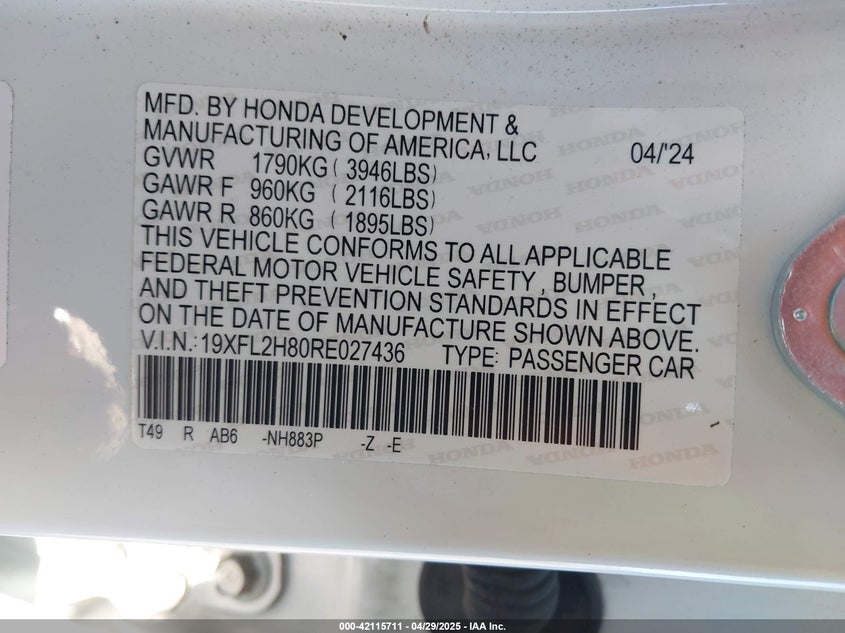 MFD. BY HONDA DEVELOPMENT &
MANUFACTURING OF AMERICA, LLC 04/'24
GVWR 1790KG ( 3946LBS)
GAWR F 960KG ( 2116LBS)
GAWR R 860KG ( 1895LBS)
THIS VEHICLE CONFORMS TO ALL APPLICABLE
FEDERAL MOTOR VEHICLE SAFETY, BUMPER,
AND THEFT PREVENTION STANDARDS IN EFFECT
ON THE DATE OF MANUFACTURE SHOWN ABOVE.
V.I.N.:19XFL2H80RE027436 TYPE: PASSENGER CAR
T49 R AB6 -NH883P -Z -E
000-42115711 - 04/29/2025 - IAA Inc.